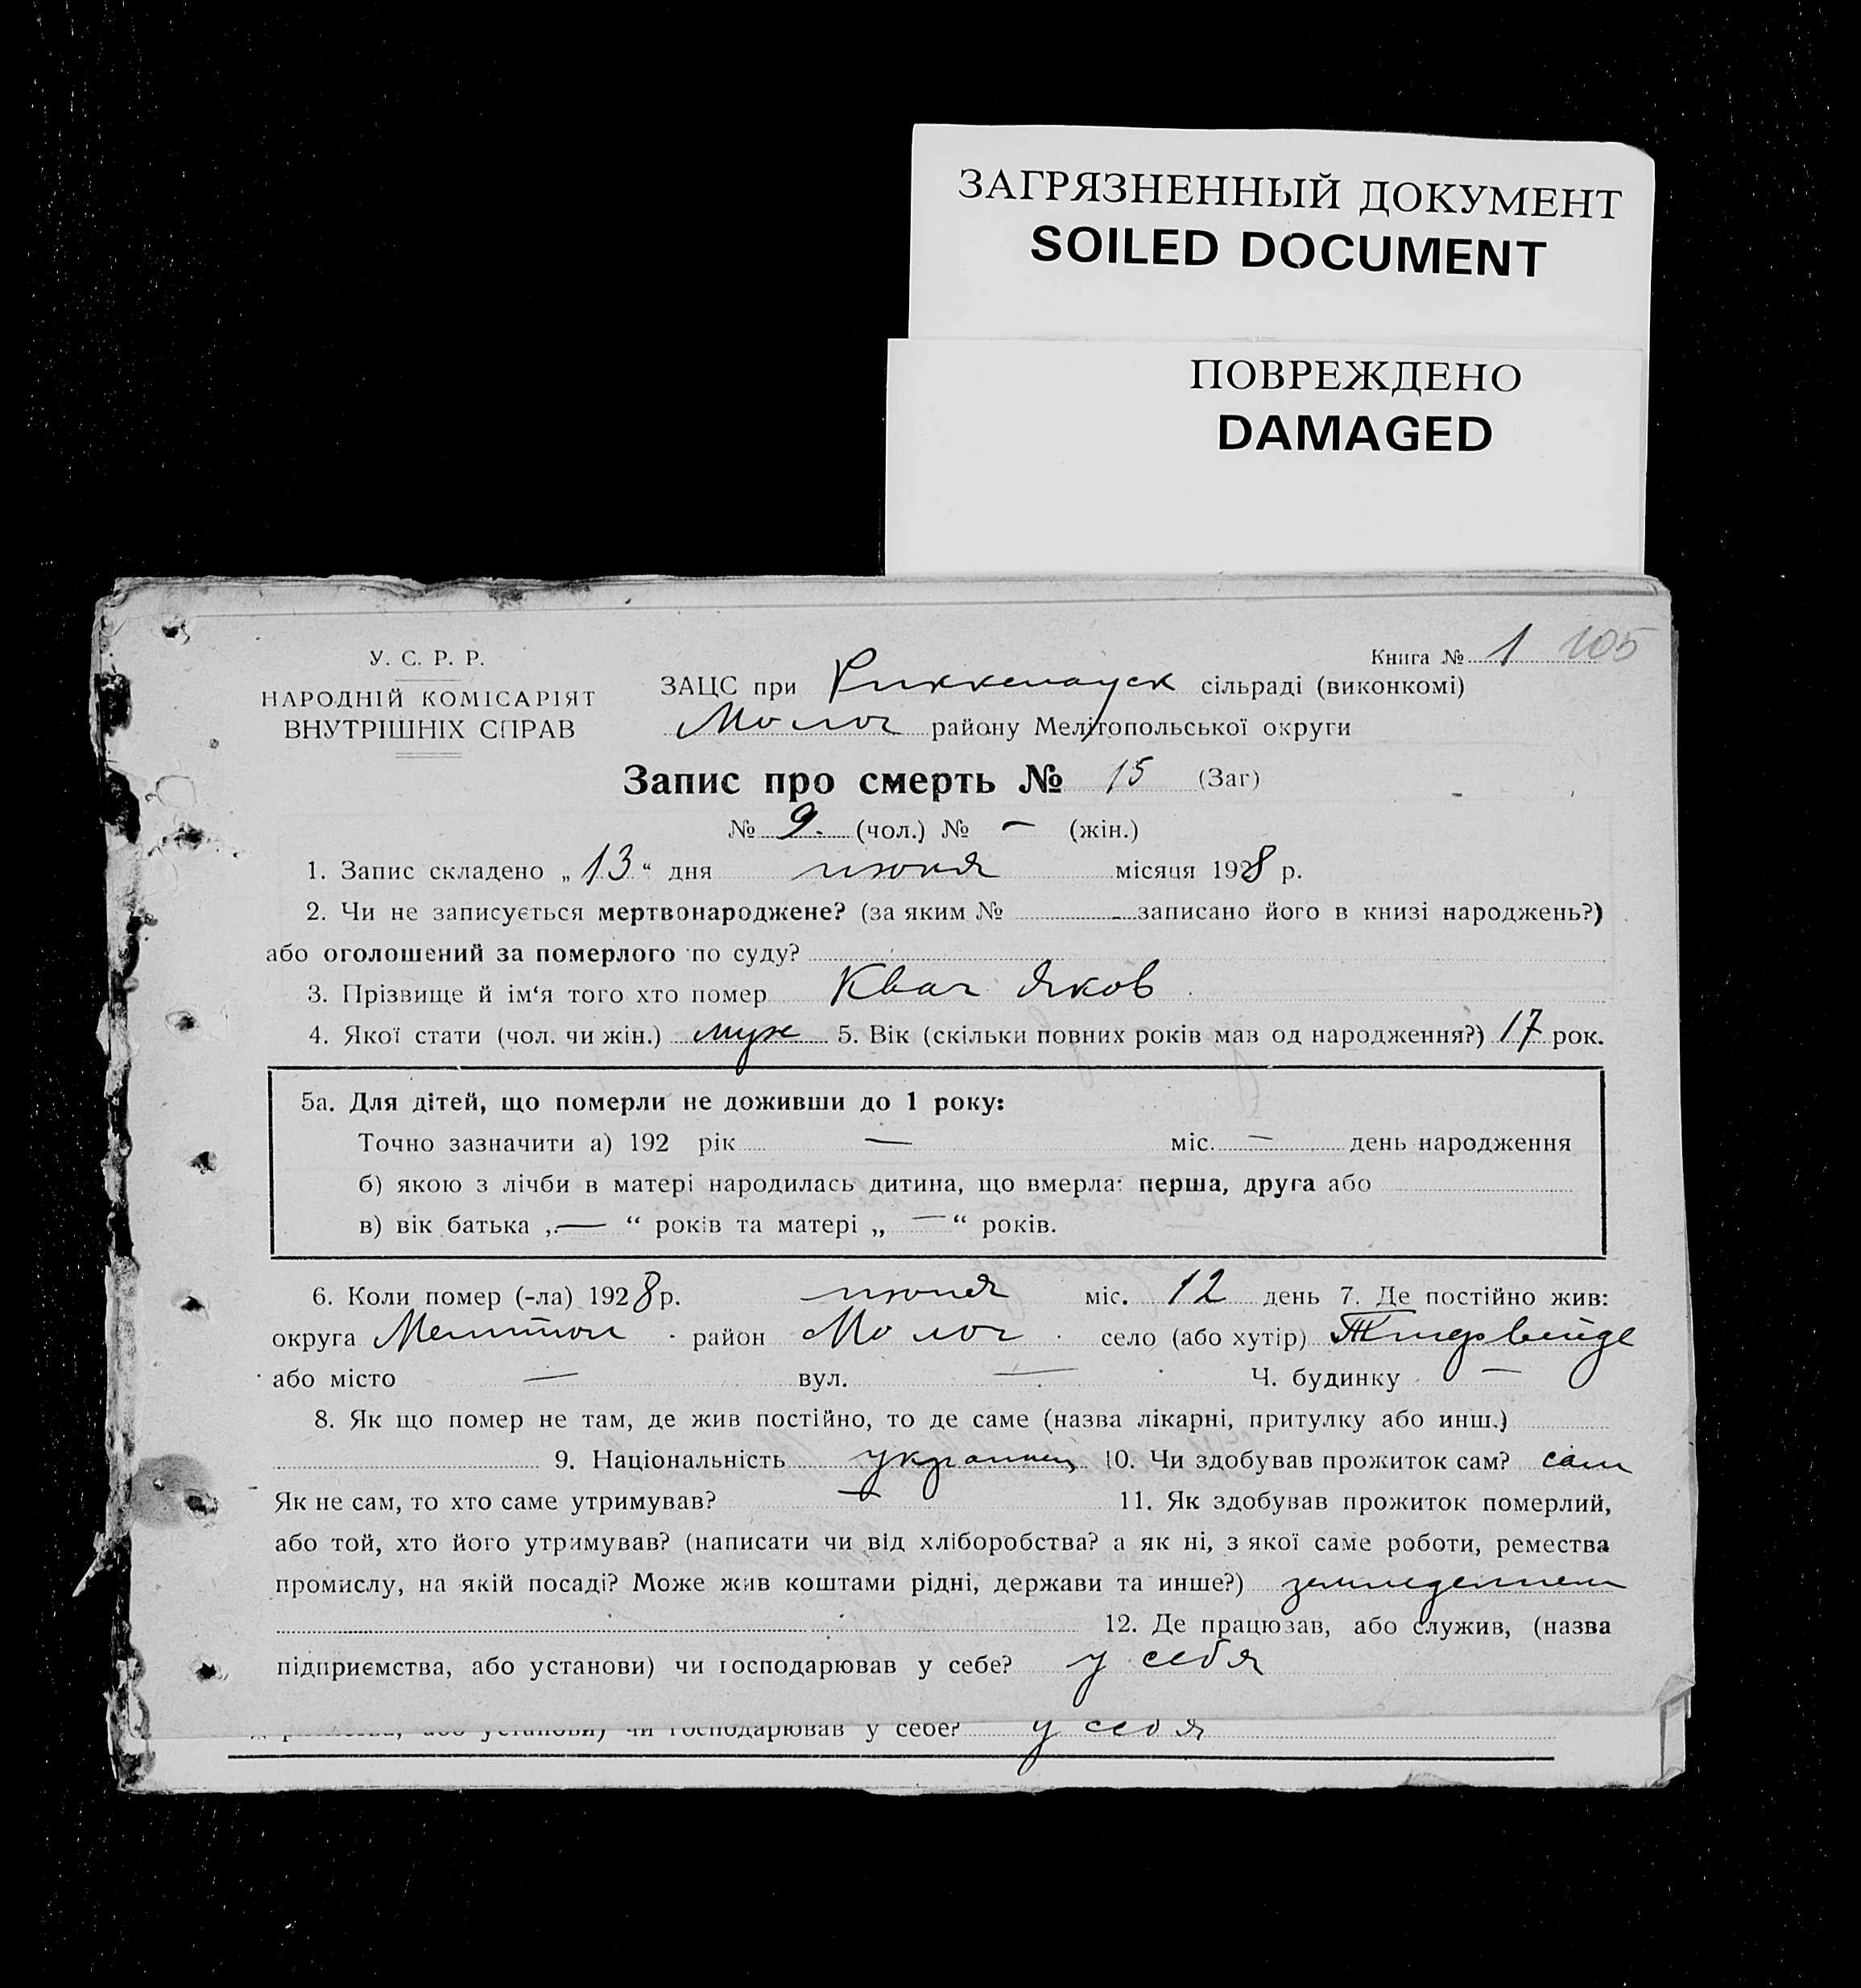 ЗАГРЯЗНЕННЫЙ ДОКУМЕНТ
SOILED DOCUMENT
ПОВРЕЖДЕНО
DAMAGED
У. С. Р. Р.
НАРОДНІЙ КОМІСАРІЯТ
ВНУТРІШНІХ СПРАВ
Книга № 1 105
ЗАЦС при Риккенауск сільраді (виконкомі)
Молоч району Мелітопольської округи
Запис про смерть № 15 (Заг)
№ 9. (чол.) № — (жін.)
1. Запис складено „ 13 “ дня июня місяця 1928 р.
2. Чи не записується мертвонароджене? (за яким № записано його в книзі народжень?)
або оголошений за померлого по суду?
3. Прізвище й ім‘я того хто помер Квач Яков
4. Якої стати (чол. чи жін.) муж 5. Вік (скільки повних років мав од народження?) 17 рок.
5а. Для дітей, що померли не доживши до 1 року:
Точно зазначити а) 192 рік — міс. — день народження
б) якою з лічби в матері народилась дитина, що вмерла: перша, друга або
в) вік батька „ — “ років та матері „ — “ років.
6. Коли помер (-ла) 1928 р. июня міс. 12 день 7. Де постійно жив:
округа Мелитоп район Молоч село (або хутір)
або місто — вул. — Ч. будинку —
8. Як що помер не там, де жив постійно, то де саме (назва лікарні, притулку або инш.)
9. Національність украинец 10. Чи здобував прожиток сам? сам
Як не сам, то хто саме утримував? — 11. Як здобував прожиток померлий,
або той, хто його утримував? (написати чи від хліборобства? а як ні, з якої саме роботи, ремества
промислу, на якій посаді? Може жив коштами рідні, держави та инше?) земледелием
12. Де працював, або служив, (назва
підприємства, або установи) чи господарював у себе? у себя
установи) чи господарював у себе? у себя